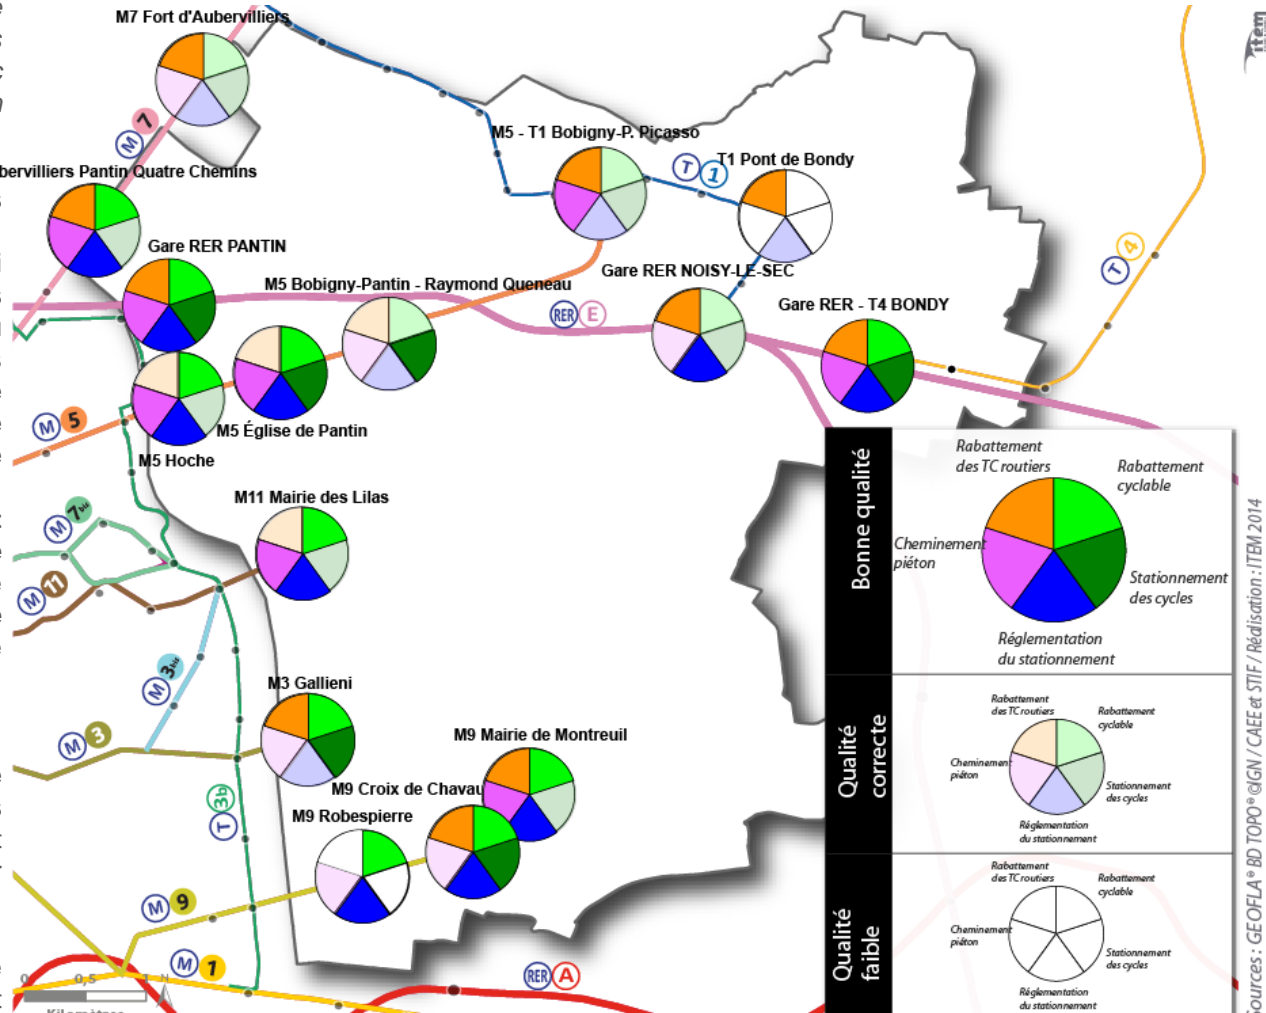 M7 Fort d'Aubervilliers
item
M 7
M5 - T1 Bobigny-P. Picasso
T 1
T1 Pont de Bondy
bervilliers Pantin Quatre Chemins
T 4
Gare RER PANTIN
M5 Bobigny-Pantin - Raymond Queneau
Gare RER NOISY-LE-SEC
RER E
Gare RER - T4 BONDY
M 5
M5 Église de Pantin
M5 Hoche
M11 Mairie des Lilas
M 7bis
M 11
M 3bis
M3 Gallieni
M 3
M9 Mairie de Montreuil
M9 Croix de Chavau
M9 Robespierre
T 3b
M 9
M 1
RER A
0 0,5 1 N
Kilomètres
Bonne qualité
Rabattement
des TC routiers
Rabattement
cyclable
Cheminement
piéton
Stationnement
des cycles
Réglementation
du stationnement
Qualité
correcte
Rabattement
des TC routiers
Rabattement
cyclable
Cheminement
piéton
Stationnement
des cycles
Réglementation
du stationnement
Qualité
faible
Rabattement
des TC routiers
Rabattement
cyclable
Cheminement
piéton
Stationnement
des cycles
Réglementation
du stationnement
Sources : GEOFLA® BD TOPO® @IGN / CAEE et STIF / Réalisation : ITEM 2014